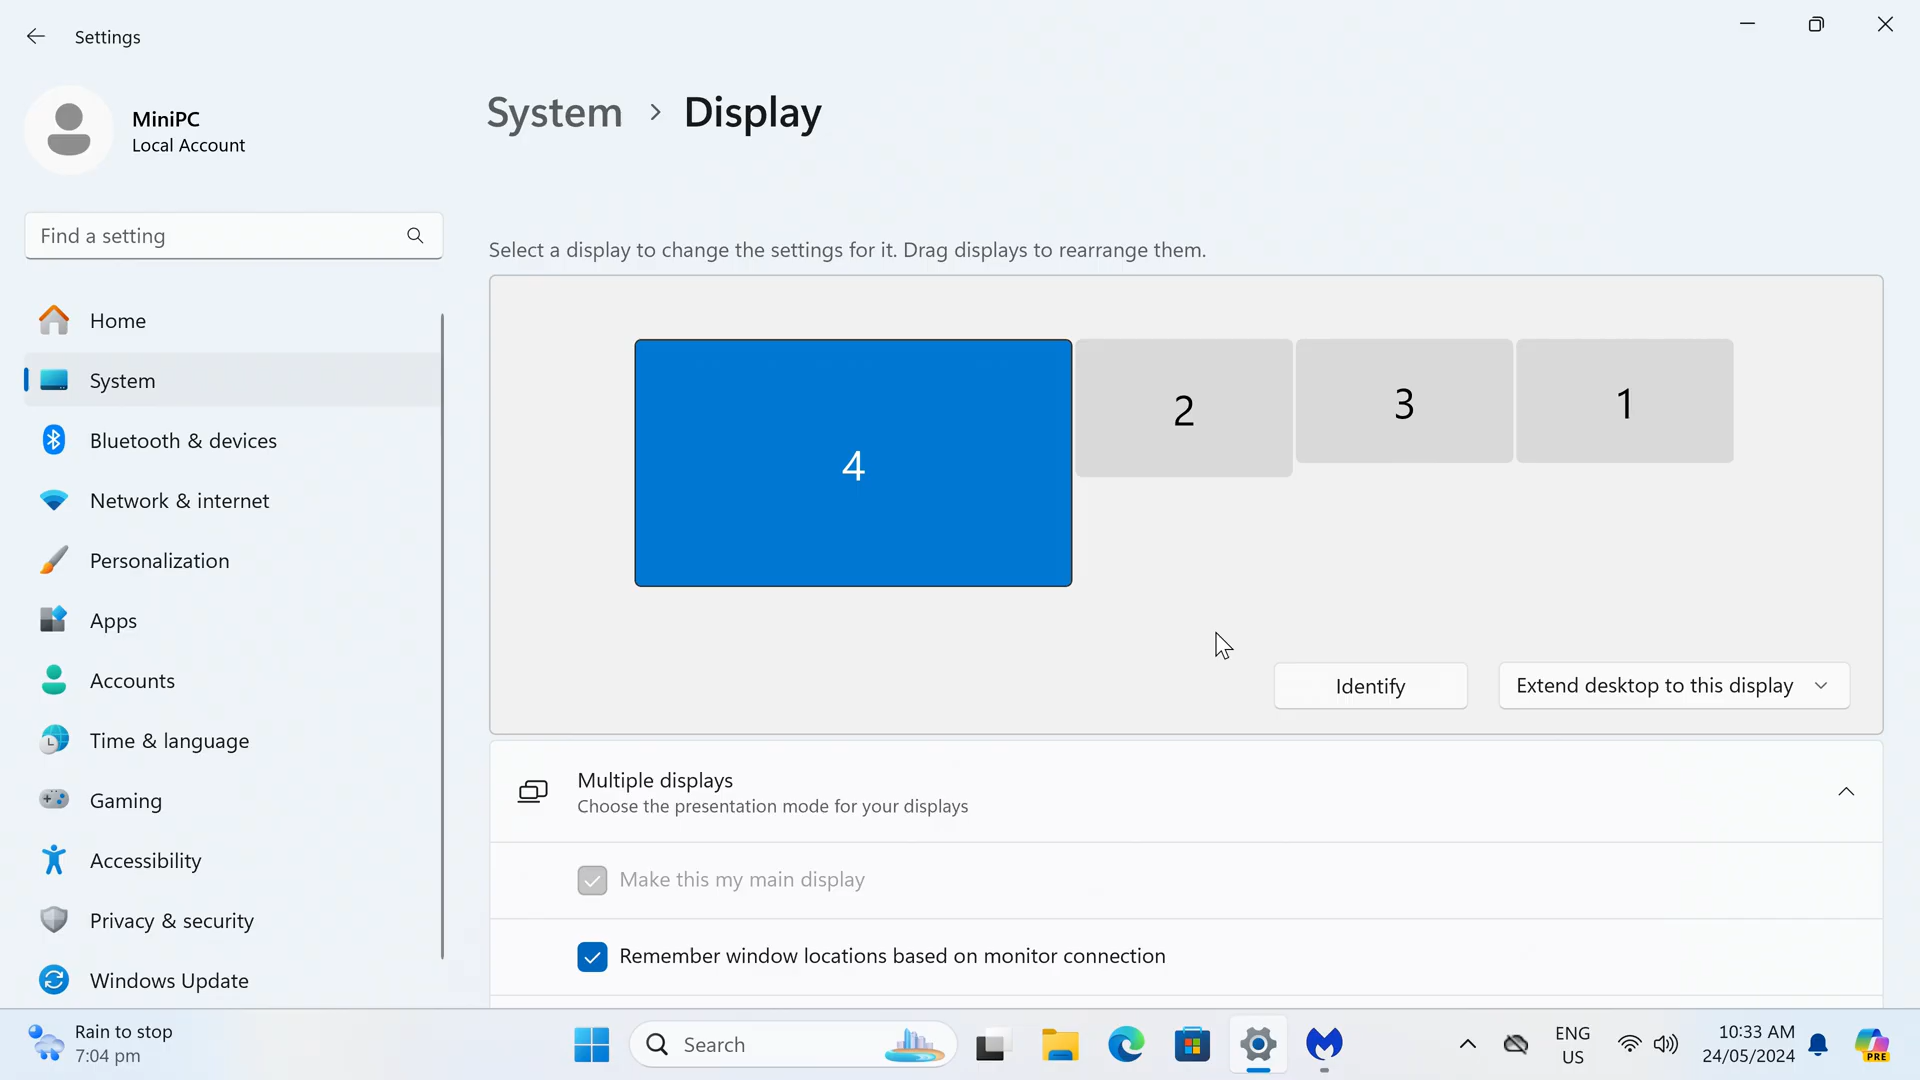 Settings
MiniPC
Local Account
Find a setting
Home
System
Bluetooth & devices
Network & internet
Personalization
Apps
Accounts
Time & language
Gaming
Accessibility
Privacy & security
Windows Update
System > Display
Select a display to change the settings for it. Drag displays to rearrange them.
4
2
3
1
Identify
Extend desktop to this display
Multiple displays
Choose the presentation mode for your displays
Make this my main display
Remember window locations based on monitor connection
Rain to stop
7:04 pm
Search
ENG
US
10:33 AM
24/05/2024
PRE